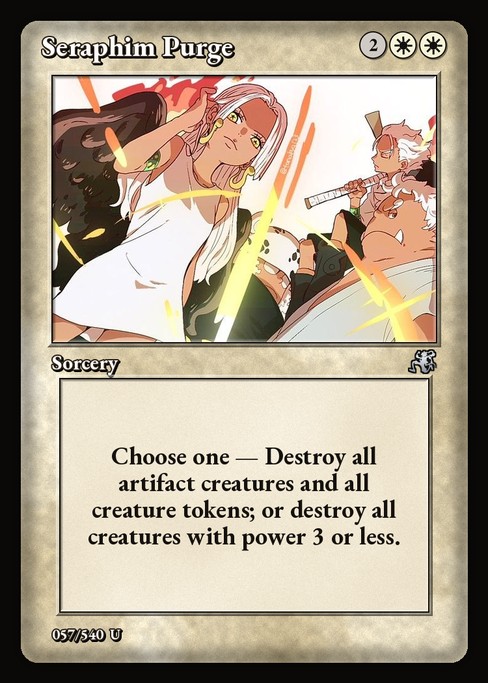 Seraphim Purge 2
Sorcery
Choose one — Destroy all
artifact creatures and all
creature tokens; or destroy all
creatures with power 3 or less.
057/540 U